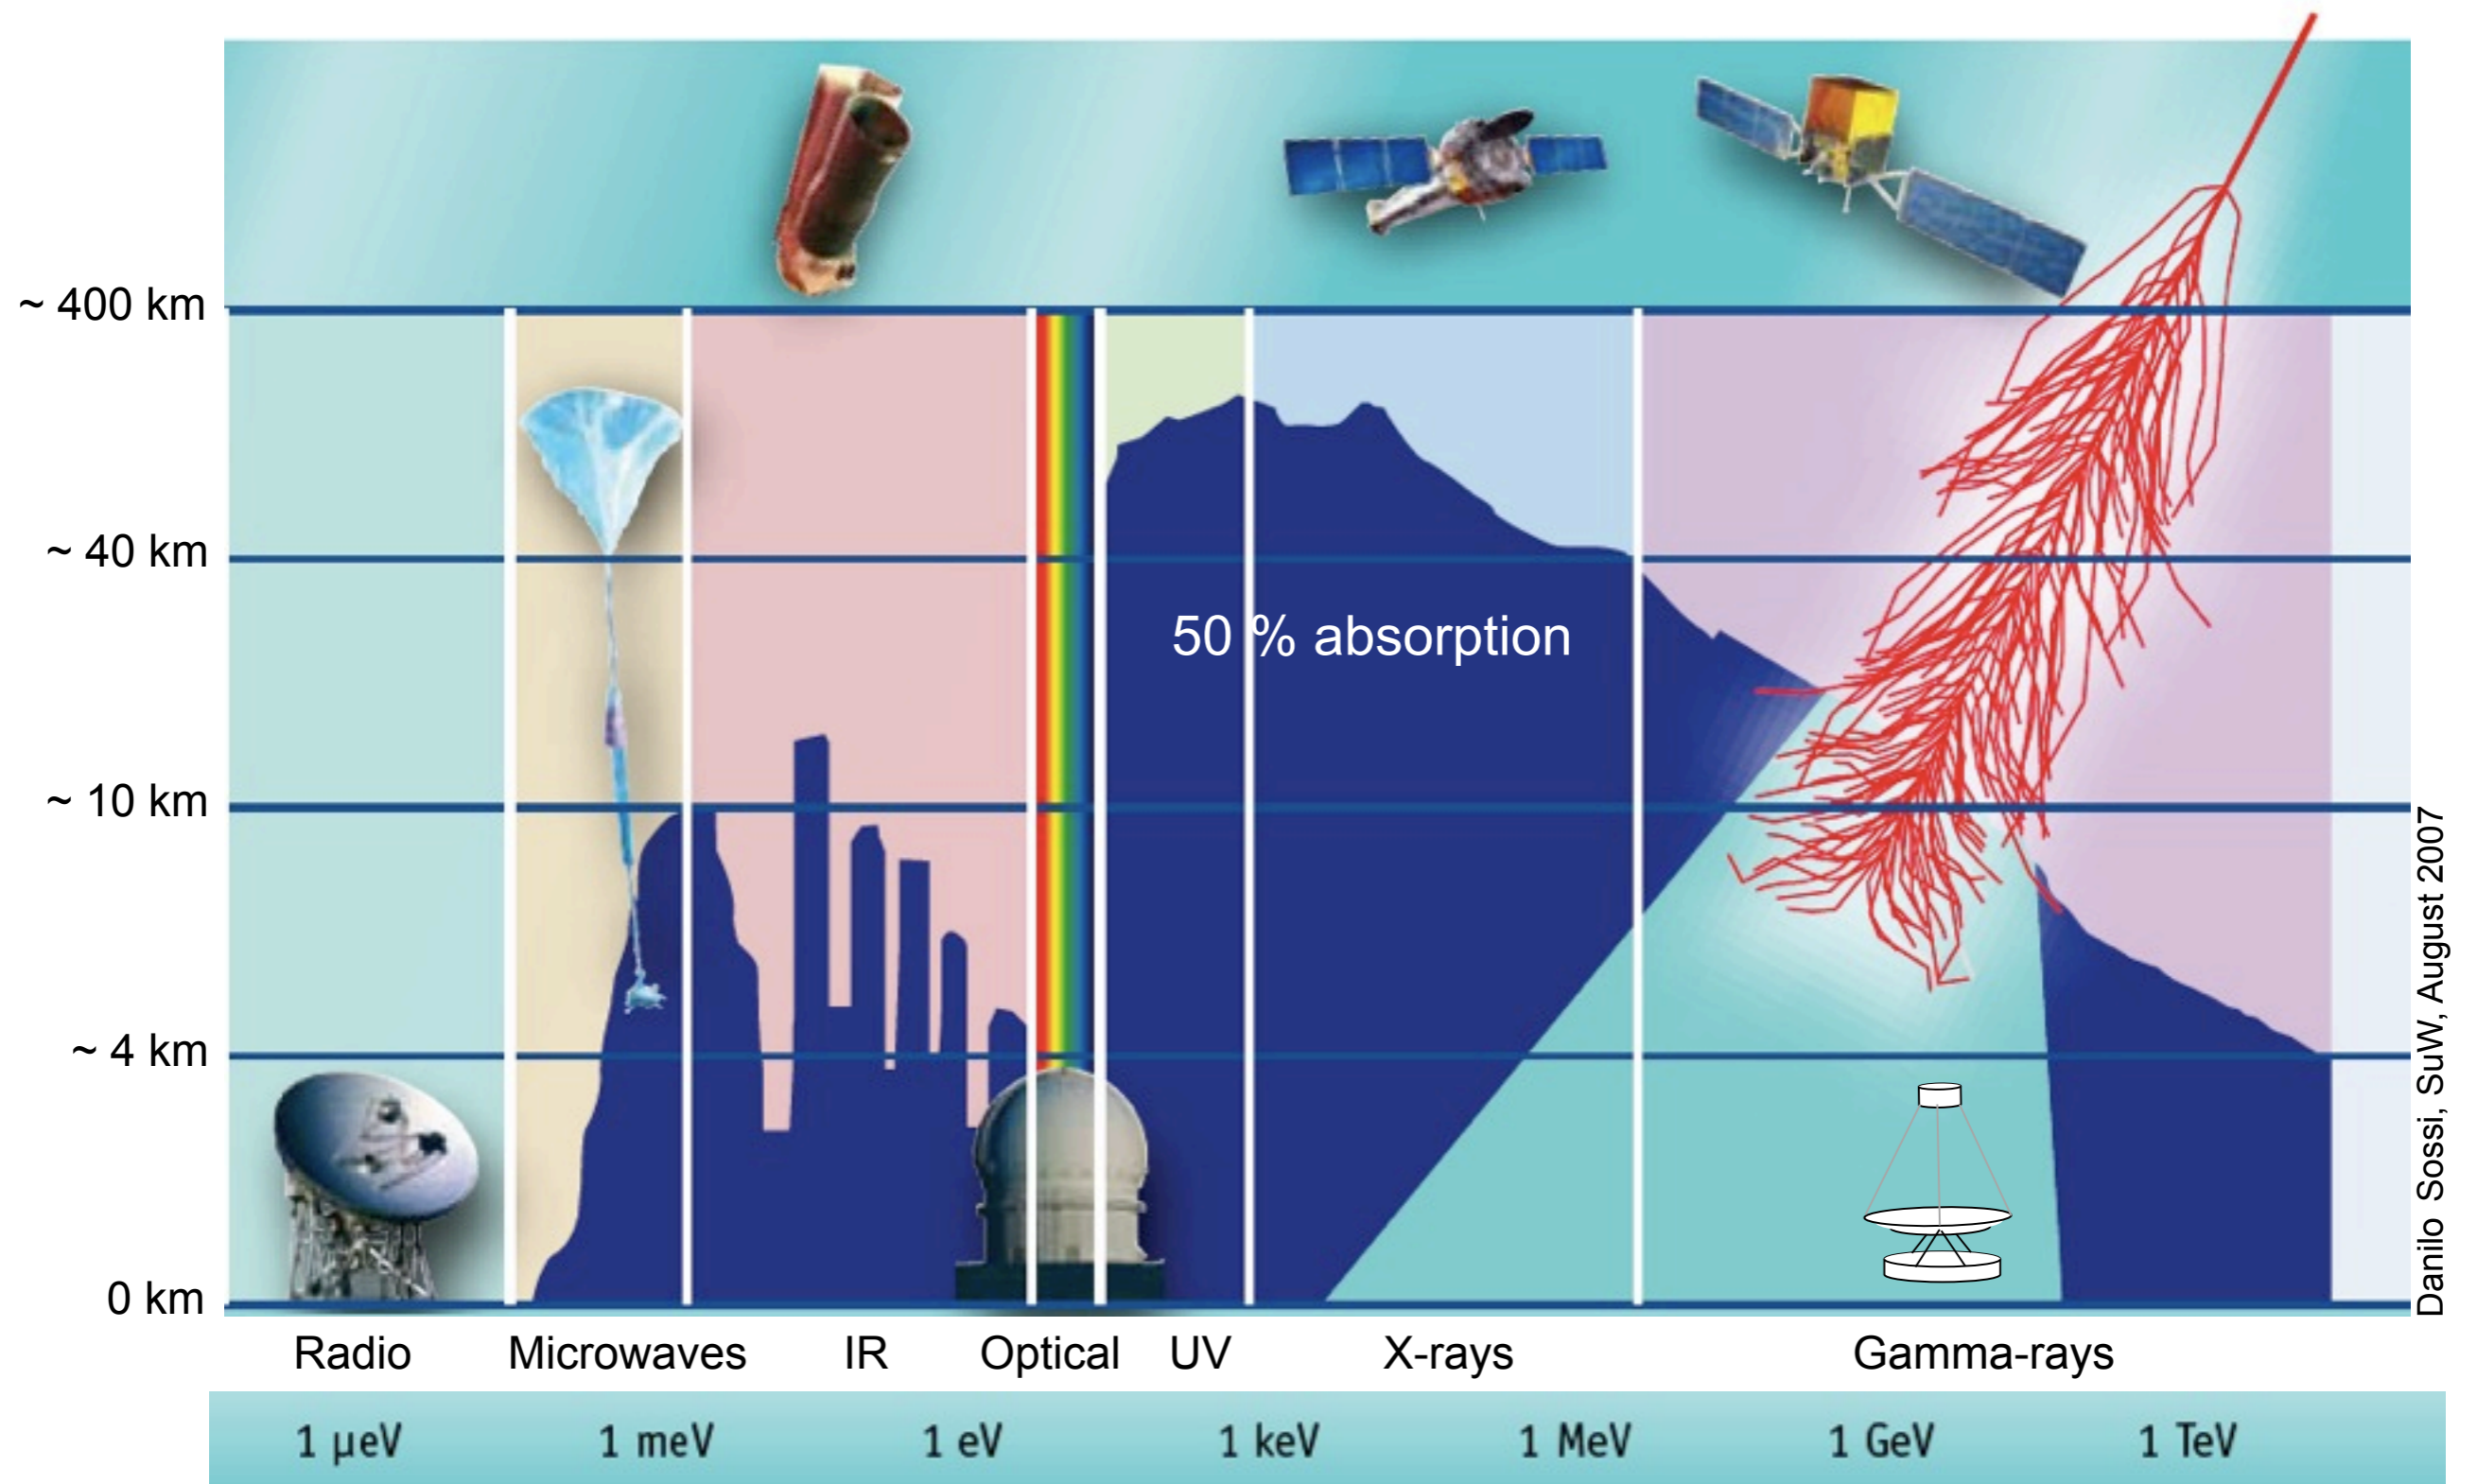 ~ 400 km
~ 40 km
50 % absorption
~ 10 km
~ 4 km
0 km
Radio Microwaves IR Optical UV X-rays Gamma-rays
1 µeV 1 meV 1 eV 1 keV 1 MeV 1 GeV 1 TeV
Danilo Sossi, SuW, August 2007